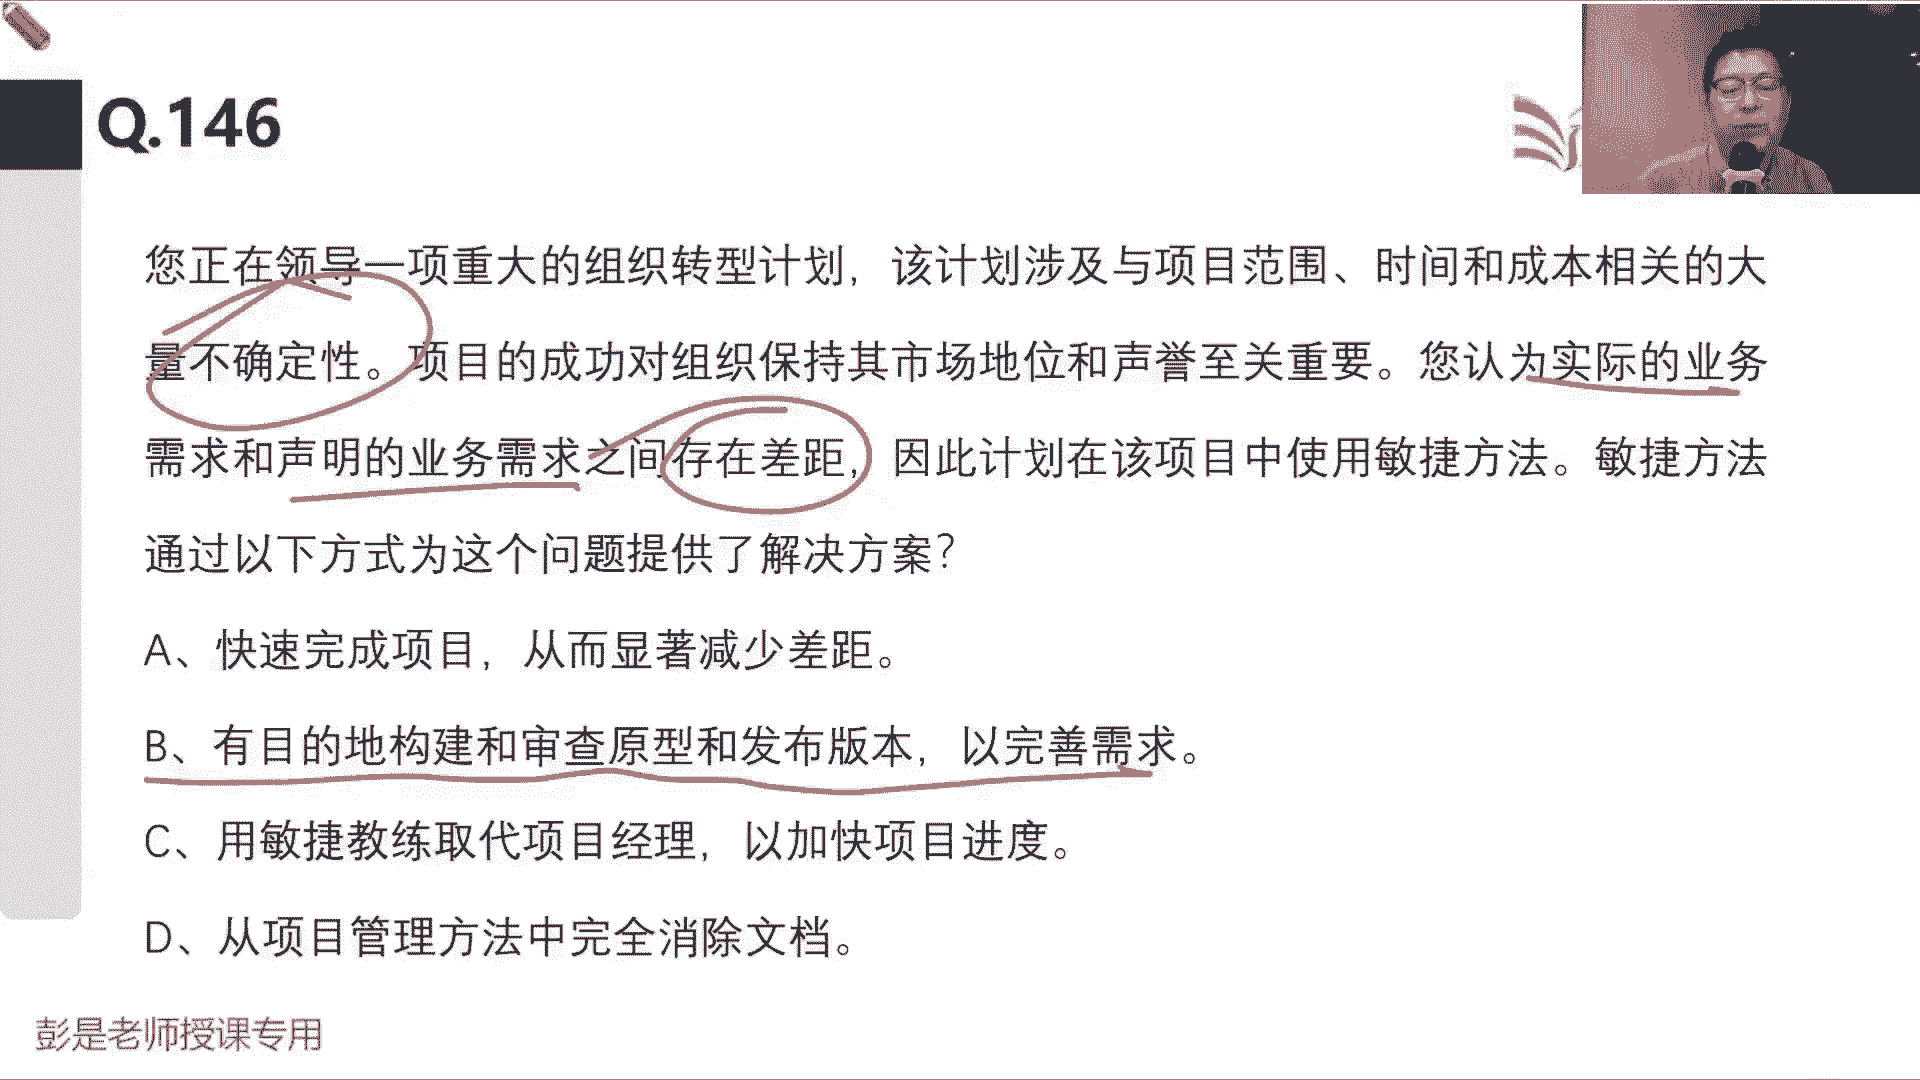 Q.146
您正在领导一项重大的组织转型计划，该计划涉及与项目范围、时间和成本相关的大
量不确定性。项目的成功对组织保持其市场地位和声誉至关重要。您认为实际的业务
需求和声明的业务需求之间存在差距，因此计划在该项目中使用敏捷方法。敏捷方法
通过以下方式为这个问题提供了解决方案？
A、快速完成项目，从而显著减少差距。
B、有目的地构建和审查原型和发布版本，以完善需求。
C、用敏捷教练取代项目经理，以加快项目进度。
D、从项目管理方法中完全消除文档。
彭是老师授课专用